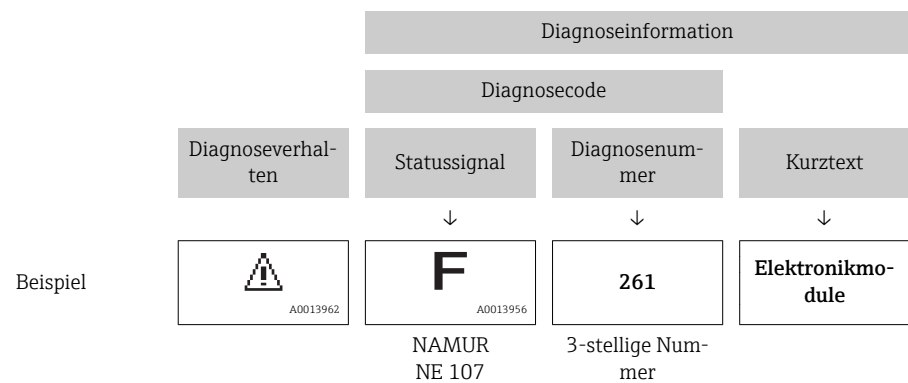 Diagnoseinformation
Diagnosecode
Diagnoseverhal-
ten
Statussignal
Diagnosenum-
mer
Kurztext
↓ ↓ ↓
Beispiel
A0013962
F
A0013956
261
Elektronikmo-
dule
NAMUR
NE 107
3-stellige Num-
mer